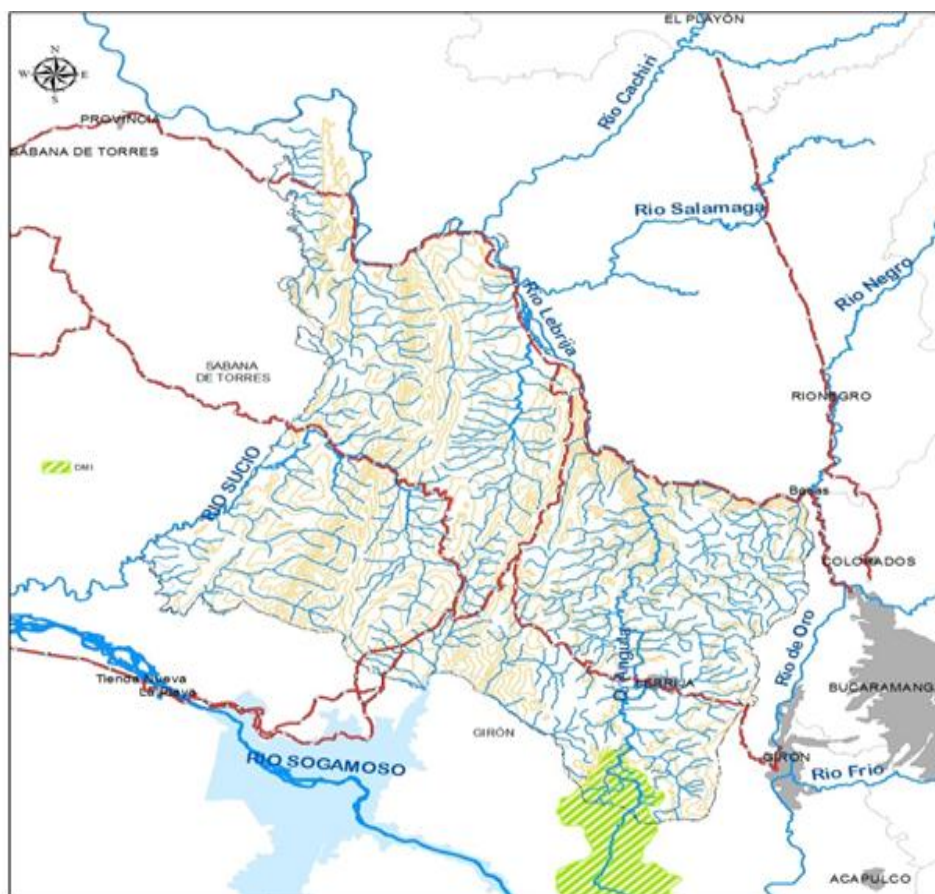 EL PLAYÓN
N
W
E
S
Rio Cachirí
PROVINCIA
SABANA DE TORRES
Rio Salamaga
Rio Negro
Rio Lebrija
SABANA
DE TORRES
RIONEGRO
DMI
RIO SUCIO
Bocas
COLORADOS
Rio de Oro
Q. Angula
Tienda Nueva
La Playa
LEBRIJA
BUCARAMANGA
GIRÓN
RIO SOGAMOSO
GIRON
Rio Frio
ACAPULCO